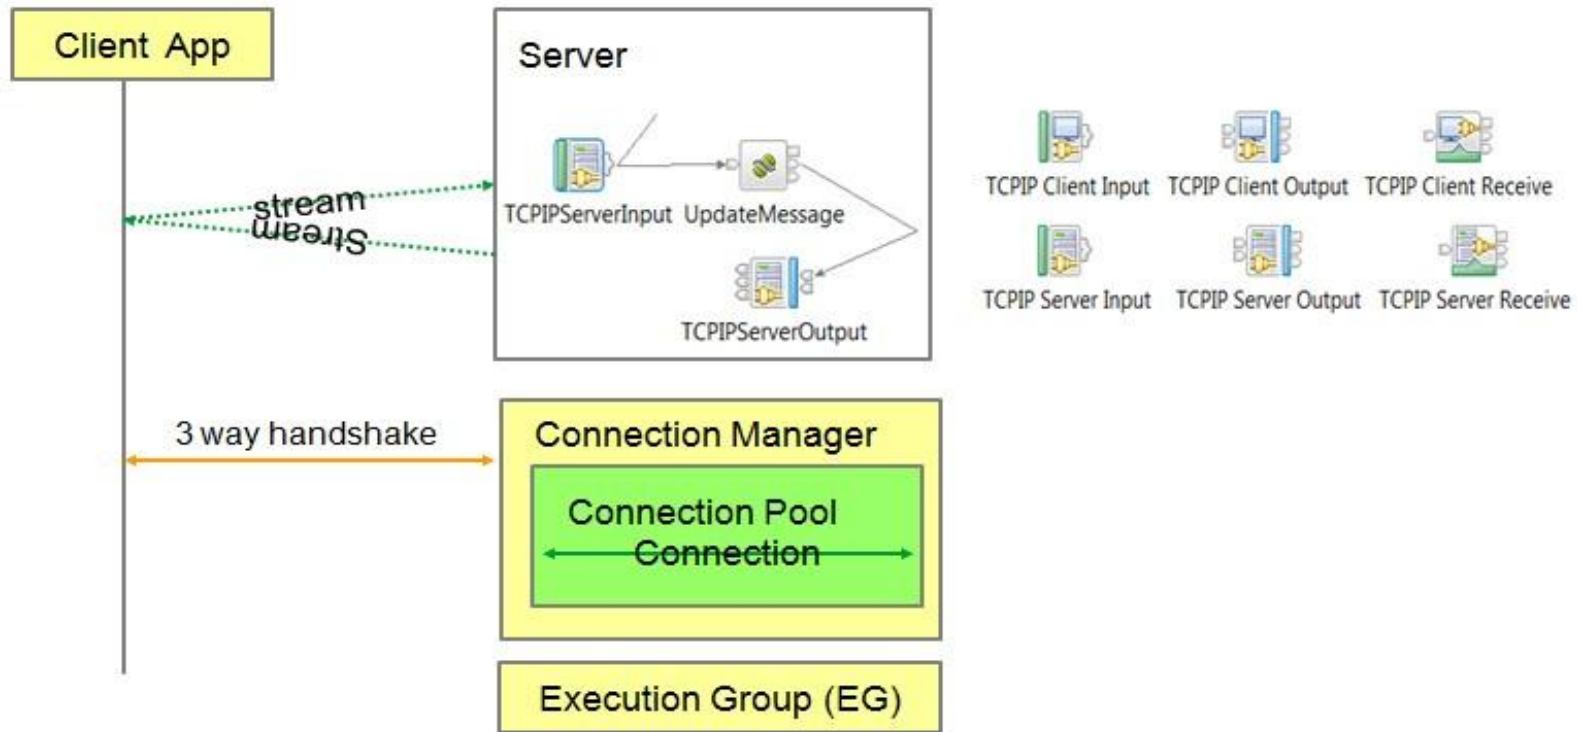 Client App
Server
TCPIPServerInput
UpdateMessage
TCPIPServerOutput
stream
Stream
TCPIP Client Input
TCPIP Client Output
TCPIP Client Receive
TCPIP Server Input
TCPIP Server Output
TCPIP Server Receive
3 way handshake
Connection Manager
Connection Pool
Connection
Execution Group (EG)